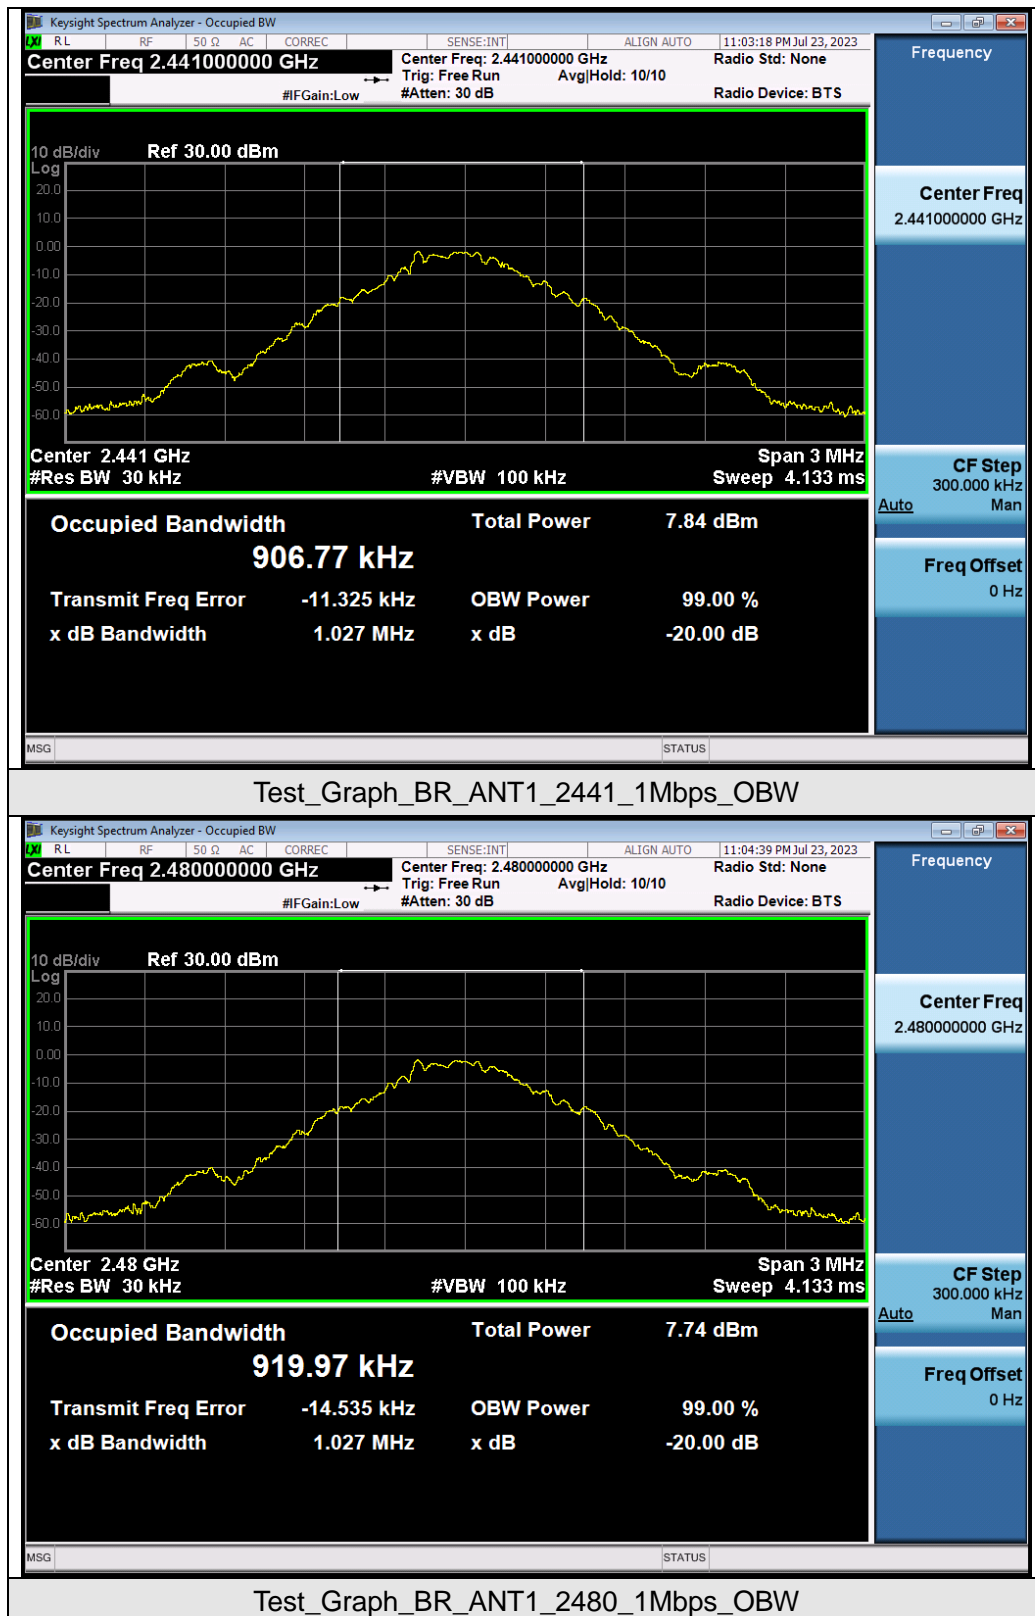 Keysight Spectrum Analyzer - Occupied BW
LXI RL RF 50 Ω AC CORREC SENSE:INT ALIGN AUTO 11:03:18 PM Jul 23, 2023
Center Freq 2.441000000 GHz
Center Freq: 2.441000000 GHz
Radio Std: None
Trig: Free Run Avg|Hold: 10/10
#IFGain:Low #Atten: 30 dB Radio Device: BTS
10 dB/div Ref 30.00 dBm
Log
20.0
10.0
0.00
-10.0
-20.0
-30.0
-40.0
-50.0
-60.0
Center 2.441 GHz Span 3 MHz
#Res BW 30 kHz #VBW 100 kHz Sweep 4.133 ms
Occupied Bandwidth Total Power 7.84 dBm
906.77 kHz
Transmit Freq Error -11.325 kHz OBW Power 99.00 %
x dB Bandwidth 1.027 MHz x dB -20.00 dB
MSG STATUS
Frequency
Center Freq
2.441000000 GHz
CF Step
300.000 kHz
Auto Man
Freq Offset
0 Hz
Test_Graph_BR_ANT1_2441_1Mbps_OBW
Keysight Spectrum Analyzer - Occupied BW
LXI RL RF 50 Ω AC CORREC SENSE:INT ALIGN AUTO 11:04:39 PM Jul 23, 2023
Center Freq 2.480000000 GHz
Center Freq: 2.480000000 GHz
Radio Std: None
Trig: Free Run Avg|Hold: 10/10
#IFGain:Low #Atten: 30 dB Radio Device: BTS
10 dB/div Ref 30.00 dBm
Log
20.0
10.0
0.00
-10.0
-20.0
-30.0
-40.0
-50.0
-60.0
Center 2.48 GHz Span 3 MHz
#Res BW 30 kHz #VBW 100 kHz Sweep 4.133 ms
Occupied Bandwidth Total Power 7.74 dBm
919.97 kHz
Transmit Freq Error -14.535 kHz OBW Power 99.00 %
x dB Bandwidth 1.027 MHz x dB -20.00 dB
MSG STATUS
Frequency
Center Freq
2.480000000 GHz
CF Step
300.000 kHz
Auto Man
Freq Offset
0 Hz
Test_Graph_BR_ANT1_2480_1Mbps_OBW